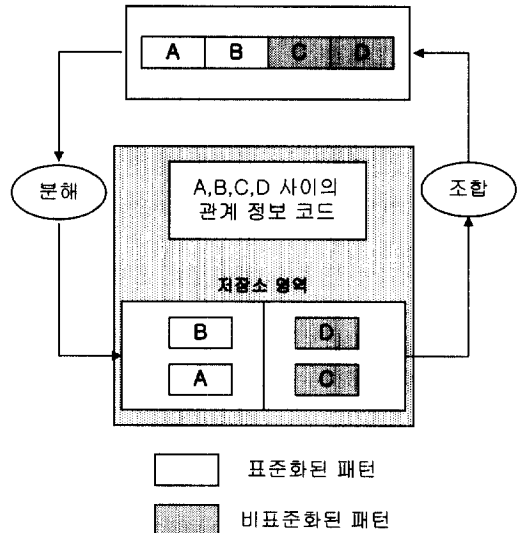 A B C D
분해
A,B,C,D 사이의
관계 정보 코드
조합
저장소 영역
B D
A C
표준화된 패턴
비표준화된 패턴